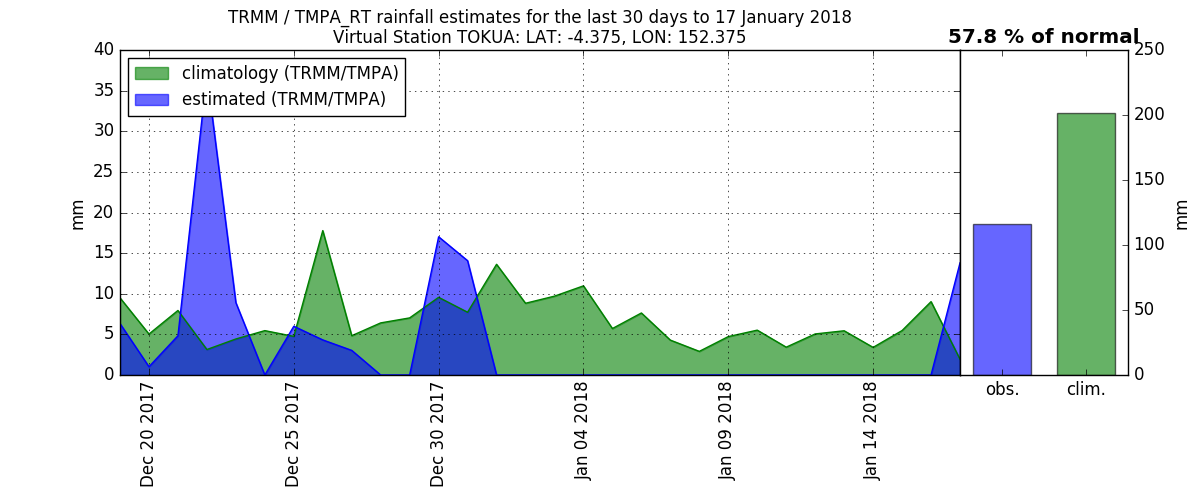 TRMM / TMPA_RT rainfall estimates for the last 30 days to 17 January 2018
Virtual Station TOKUA: LAT: -4.375, LON: 152.375
57.8 % of normal
climatology (TRMM/TMPA)
estimated (TRMM/TMPA)
mm
40
35
30
25
20
15
10
5
0
Dec 20 2017
Dec 25 2017
Dec 30 2017
Jan 04 2018
Jan 09 2018
Jan 14 2018
obs.
clim.
250
200
150
100
50
0
mm